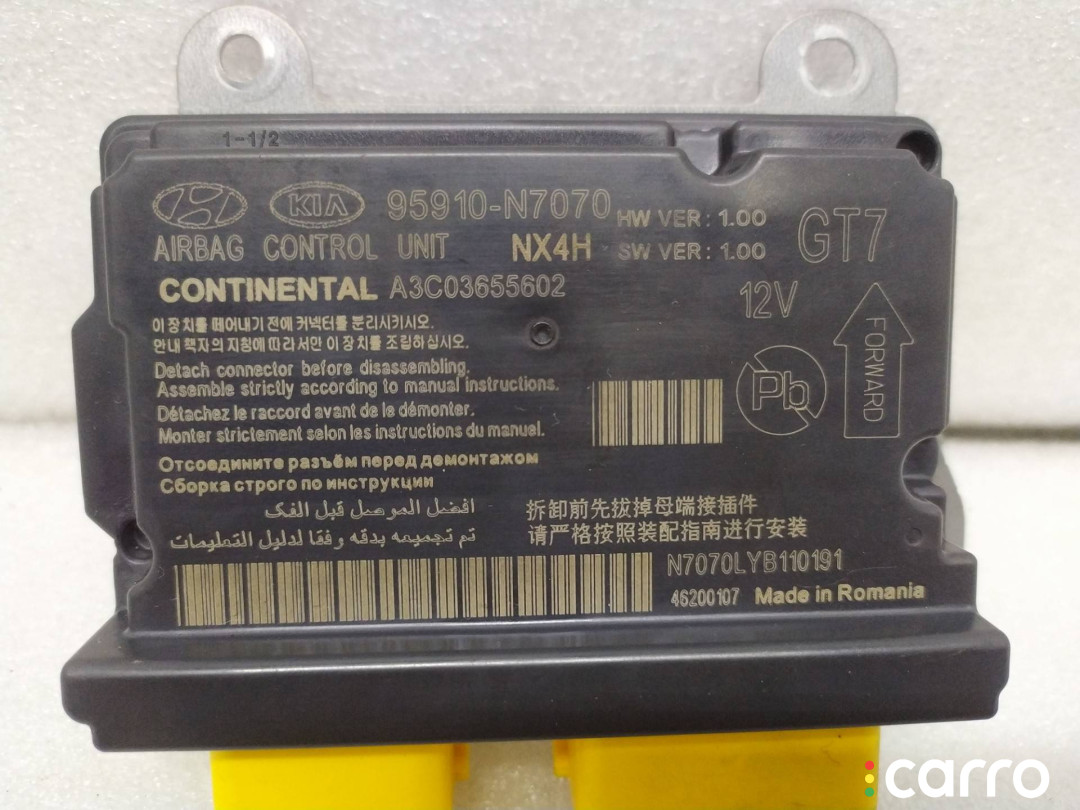 1-1/2
KIA 95910-N7070 HW VER : 1.00 GT7
AIRBAG CONTROL UNIT NX4H SW VER : 1.00
CONTINENTAL A3C03655602 12V
이 장치를 떼어내기 전에 커넥터를 분리시키시오.
안내 책자의 지침에 따라서만 이 장치를 조립하십시오.
Detach connector before disassembling.
Assemble strictly according to manual instructions.
Détachez le raccord avant de le démonter.
Monter strictement selon les instructions du manuel.
Pb
FORWARD
Отсоедините разъём перед демонтажом
Сборка строго по инструкции
افضل الموصل قبل الفك
تم تجميعه بدقه وفقا لدليل التعليمات
拆卸前先拔掉母端接插件
请严格按照装配指南进行安装
N7070LYB110191
46200107 Made in Romania
carro